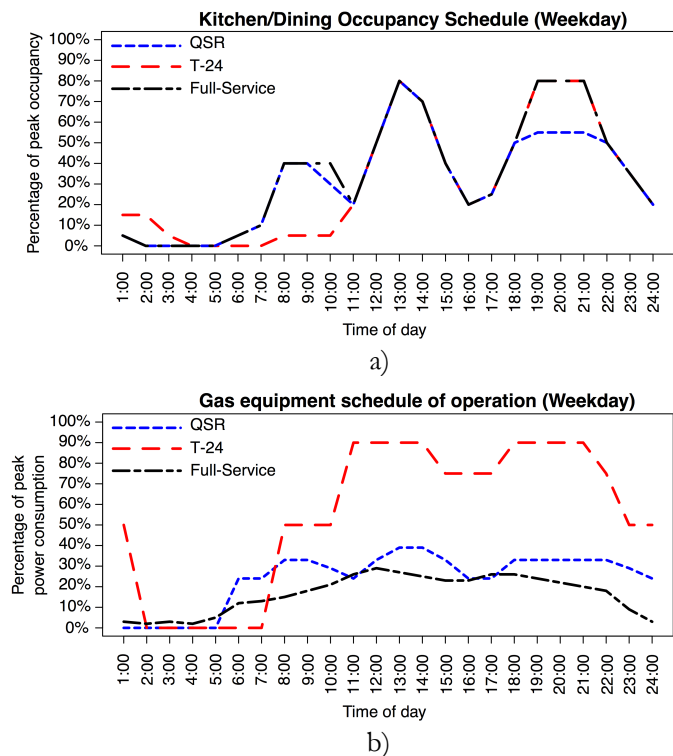 Kitchen/Dining Occupancy Schedule (Weekday)
Percentage of peak occupancy
100%
90%
80%
70%
60%
50%
40%
30%
20%
10%
0%
QSR
T-24
Full-Service
1:00 2:00 3:00 4:00 5:00 6:00 7:00 8:00 9:00 10:00 11:00 12:00 13:00 14:00 15:00 16:00 17:00 18:00 19:00 20:00 21:00 22:00 23:00 24:00
Time of day
a)
Gas equipment schedule of operation (Weekday)
Percentage of peak
power consumption
100%
90%
80%
70%
60%
50%
40%
30%
20%
10%
0%
QSR
T-24
Full-Service
1:00 2:00 3:00 4:00 5:00 6:00 7:00 8:00 9:00 10:00 11:00 12:00 13:00 14:00 15:00 16:00 17:00 18:00 19:00 20:00 21:00 22:00 23:00 24:00
Time of day
b)